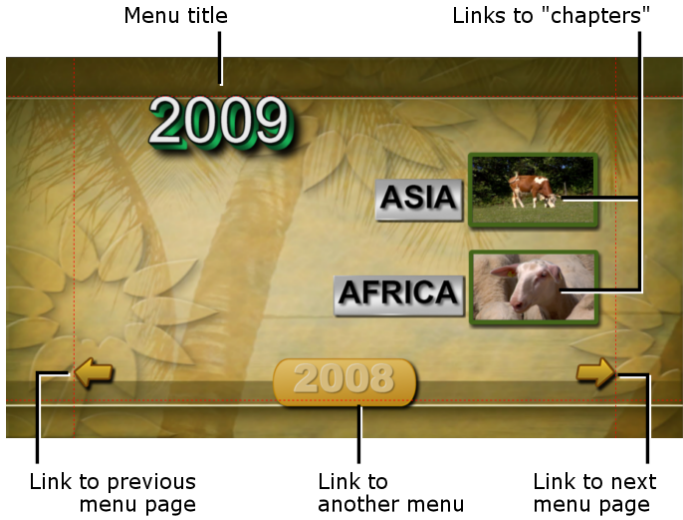 Menu title
Links to "chapters"
2009
ASIA
AFRICA
2008
Link to previous
menu page
Link to
another menu
Link to next
menu page